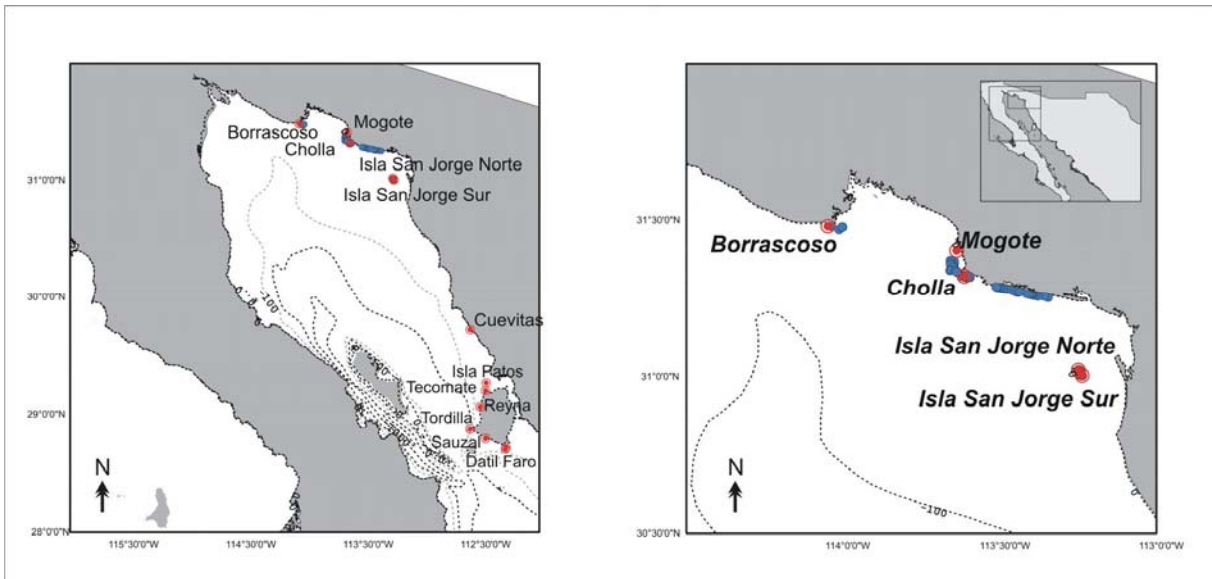 Borrascoso
Mogote
Cholla
Isla San Jorge Norte
Isla San Jorge Sur
Cuevitas
Isla Patos
Tecomate
Reyna
Tordilla
Sauzal
Datil Faro
-100
N
31°0'0"N
30°0'0"N
29°0'0"N
28°0'0"N
115°30'0"W
114°30'0"W
113°30'0"W
112°30'0"W
Borrascoso
Mogote
Cholla
Isla San Jorge Norte
Isla San Jorge Sur
-100
N
31°30'0"N
31°0'0"N
30°30'0"N
114°0'0"W
113°30'0"W
113°0'0"W